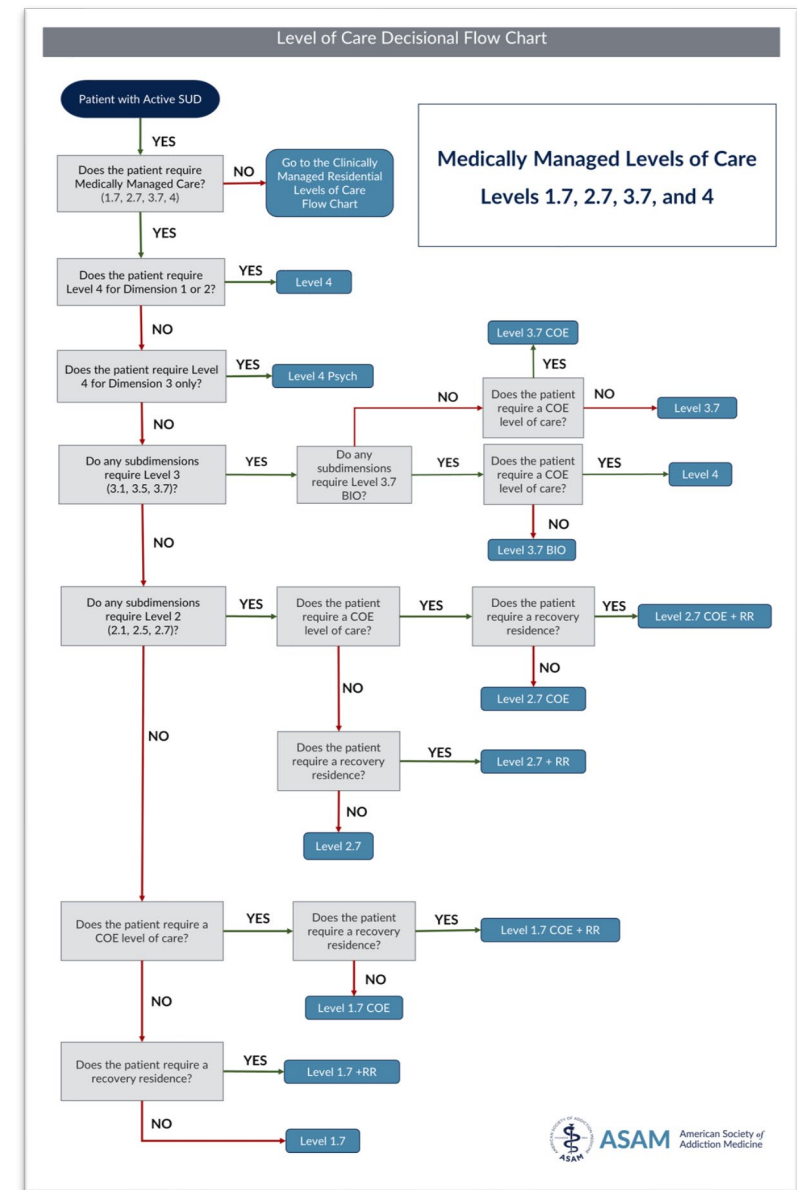 Level of Care Decisional Flow Chart
Patient with Active SUD
Medically Managed Levels of Care
Levels 1.7, 2.7, 3.7, and 4
YES
Does the patient require
Medically Managed Care?
(1.7, 2.7, 3.7, 4)
NO
Go to the Clinically
Managed Residential
Levels of Care
Flow Chart
YES
Does the patient require
Level 4 for Dimension 1 or 2?
YES
Level 4
NO
Does the patient require Level
4 for Dimension 3 only?
YES
Level 4 Psych
NO
Do any subdimensions
require Level 3
(3.1, 3.5, 3.7)?
YES
Do any
subdimensions
require Level 3.7
BIO?
NO
Does the patient
require a COE
level of care?
YES
Level 3.7 COE
NO
Level 3.7
YES
Does the patient
require a COE
level of care?
YES
Level 4
NO
Level 3.7 BIO
NO
Do any subdimensions
require Level 2
(2.1, 2.5, 2.7)?
YES
Does the patient
require a COE
level of care?
YES
Does the patient
require a recovery
residence?
YES
Level 2.7 COE + RR
NO
Level 2.7 COE
NO
Does the patient
require a recovery
residence?
YES
Level 2.7 + RR
NO
Level 2.7
NO
Does the patient require a
COE level of care?
YES
Does the patient
require a recovery
residence?
YES
Level 1.7 COE + RR
NO
Level 1.7 COE
NO
Does the patient require a
recovery residence?
YES
Level 1.7 +RR
NO
Level 1.7
AMERICAN SOCIETY OF ADDICTION MEDICINE
ASAM
ASAM
American Society of
Addiction Medicine